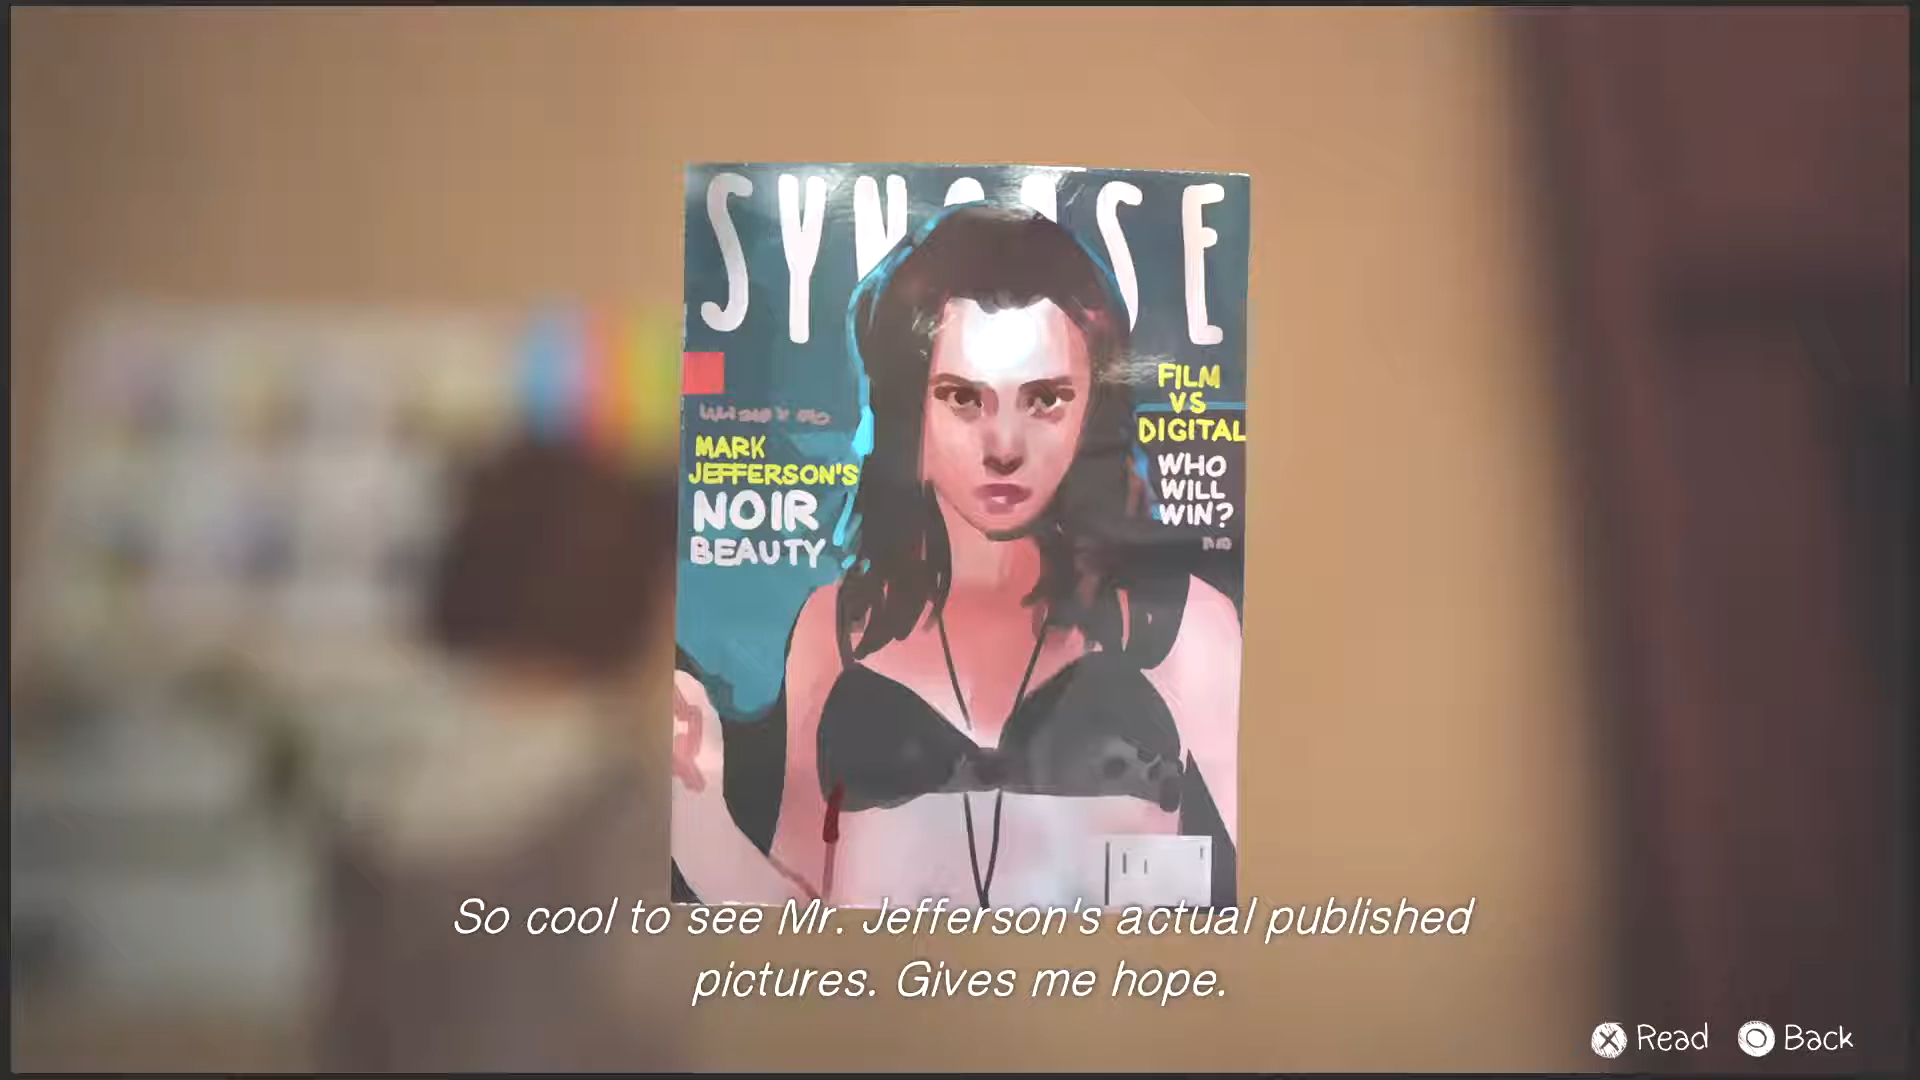 MARK
JEFFERSON'S
NOIR
BEAUTY
FILM
VS
DIGITAL
WHO
WILL
WIN?
So cool to see Mr. Jefferson's actual published
pictures. Gives me hope.
Read Back